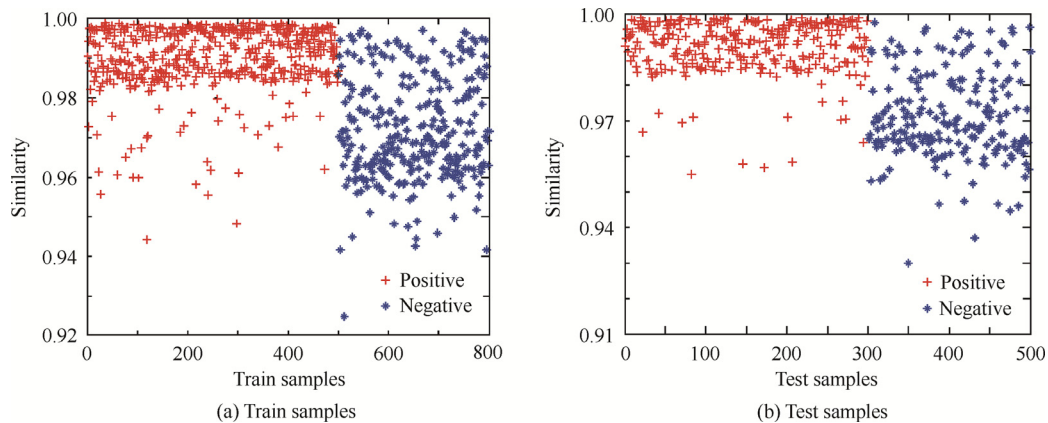 1.00
0.98
0.96
0.94
0.92
Similarity
Positive
Negative
0 200 400 600 800
Train samples
(a) Train samples
1.00
0.97
0.94
0.91
Similarity
Positive
Negative
0 100 200 300 400 500
Test samples
(b) Test samples